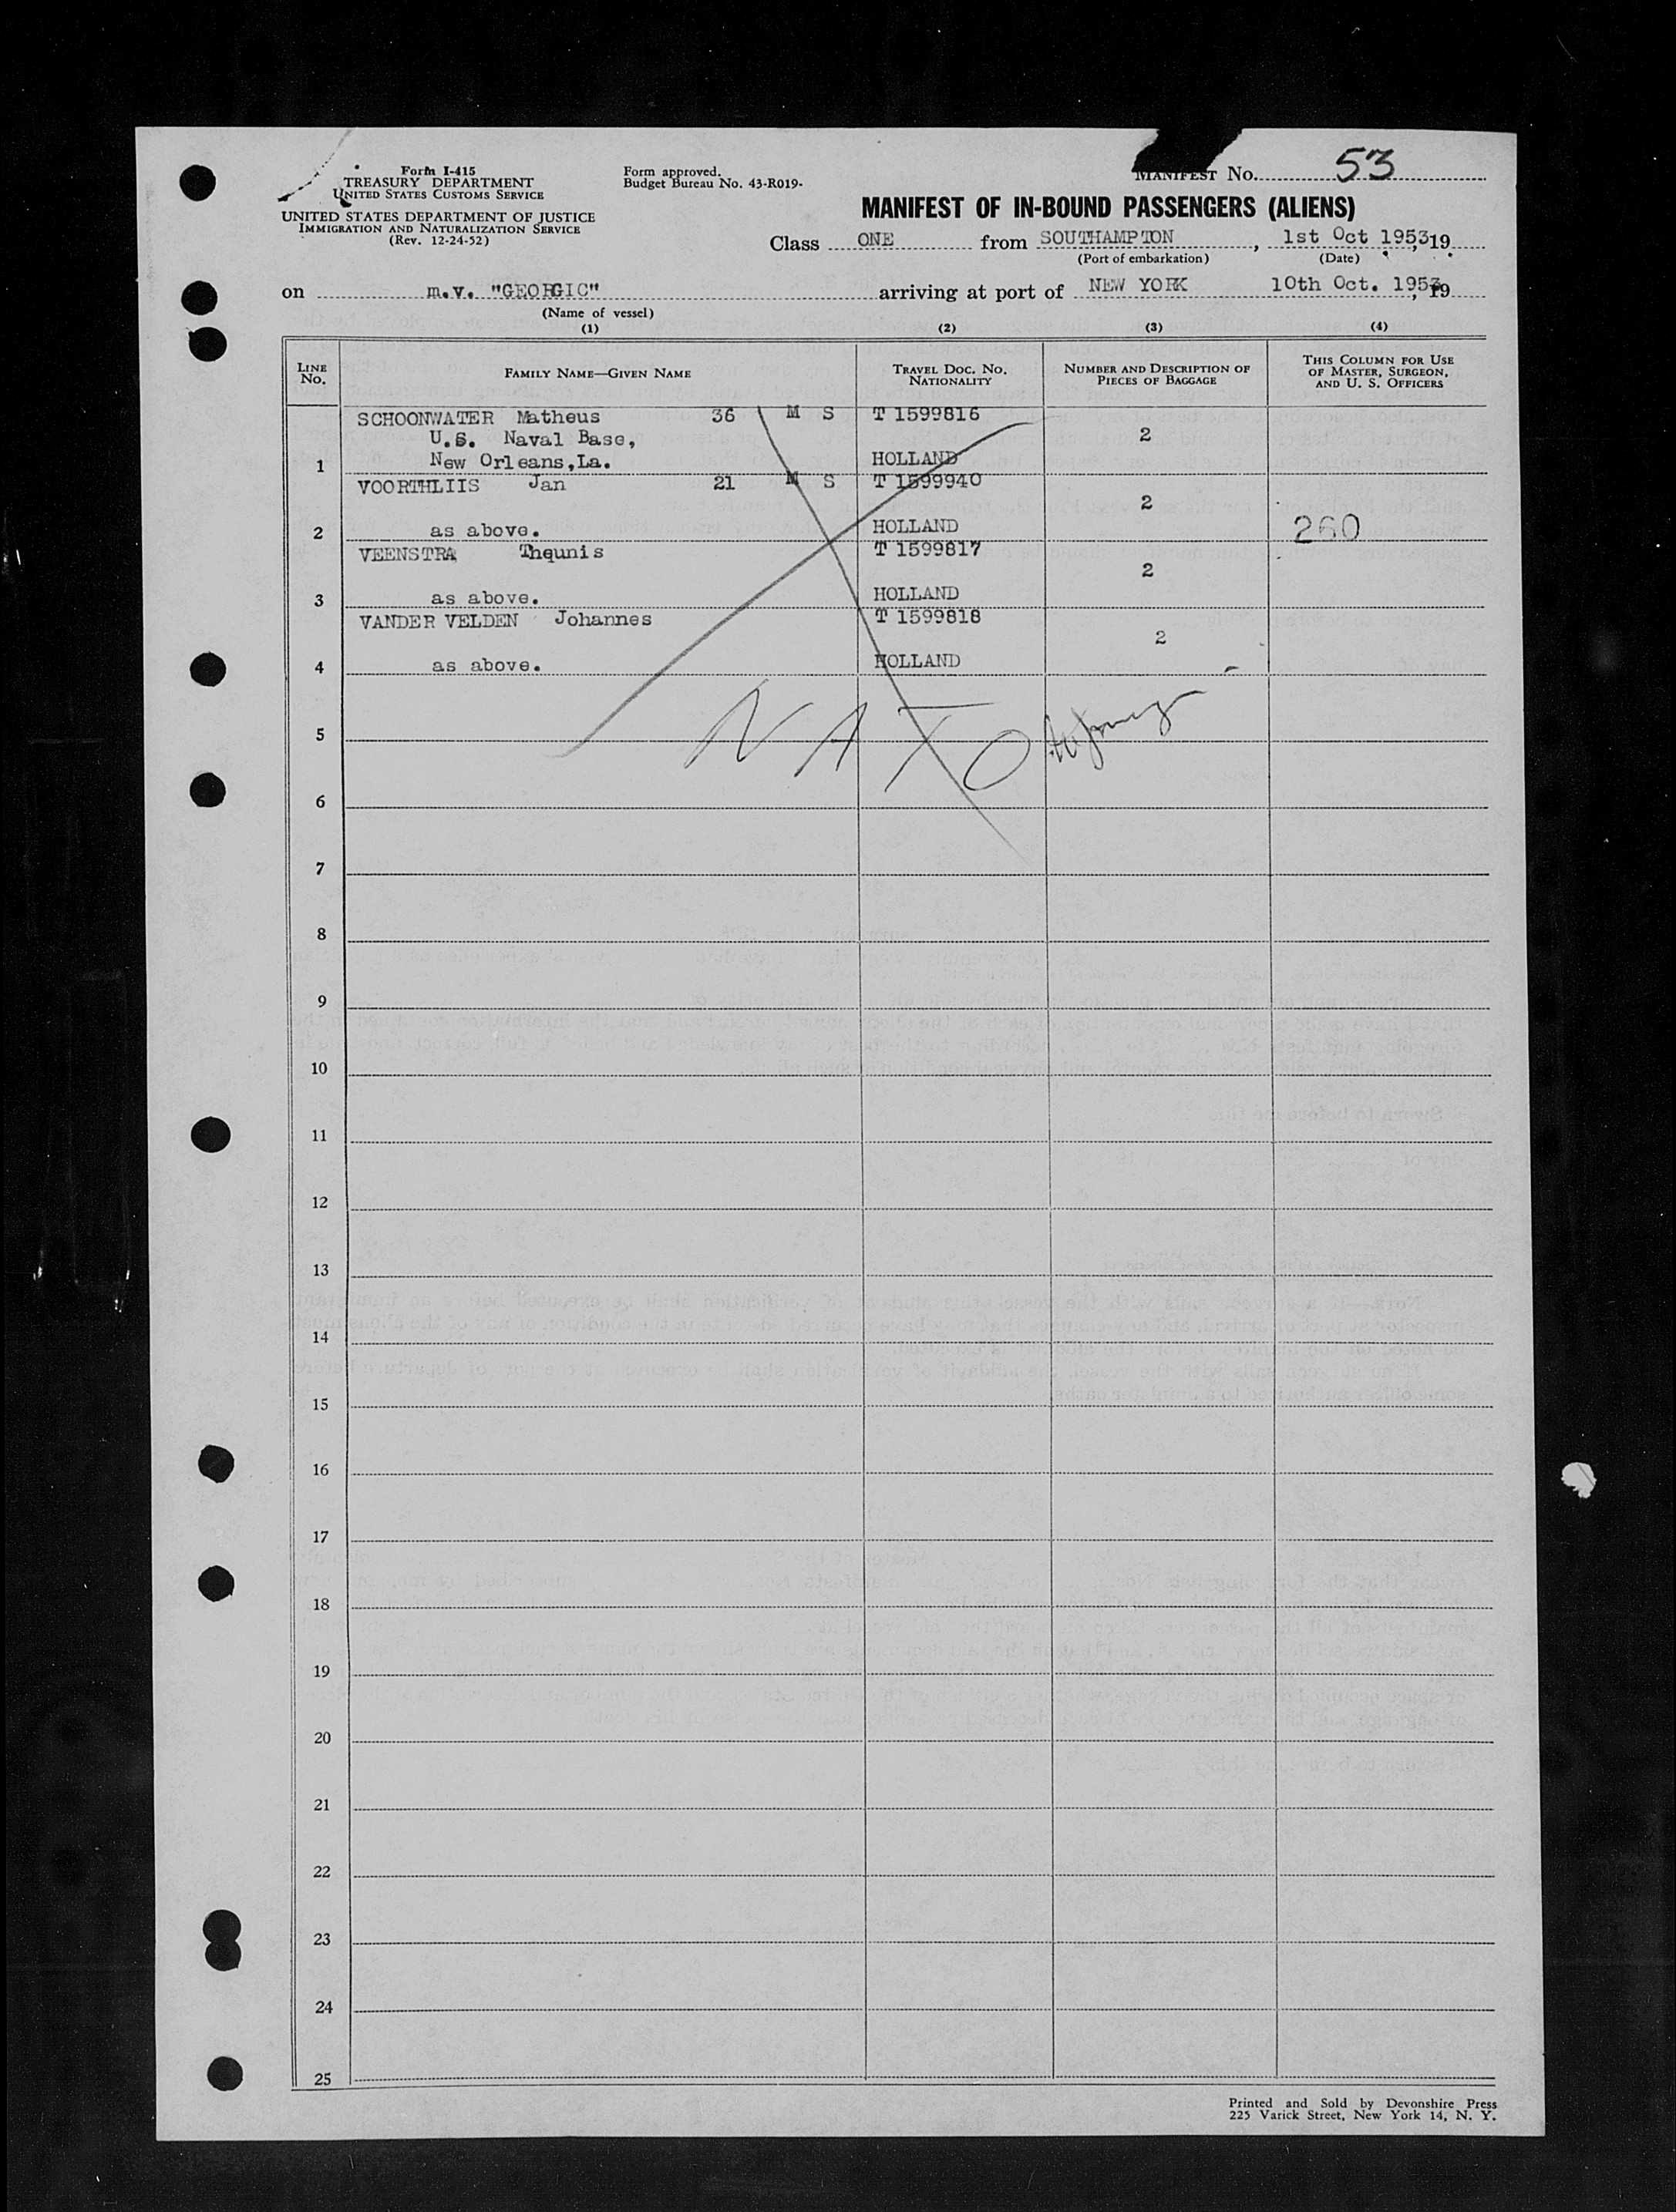 Form I-415
TREASURY DEPARTMENT
UNITED STATES CUSTOMS SERVICE
UNITED STATES DEPARTMENT OF JUSTICE
IMMIGRATION AND NATURALIZATION SERVICE
(Rev. 12-24-52)
Form approved.
Budget Bureau No. 43-R019-
MANIFEST No. 53
MANIFEST OF IN-BOUND PASSENGERS (ALIENS)
Class ONE from SOUTHAMPTON, 1st Oct 1953, 19
(Port of embarkation) (Date)
on m.v. "GEORGIC" arriving at port of NEW YORK 10th Oct. 1953, 19
(Name of vessel)
(1) (2) (3) (4)
LINE No. FAMILY NAME—GIVEN NAME TRAVEL DOC. No. NATIONALITY NUMBER AND DESCRIPTION OF PIECES OF BAGGAGE THIS COLUMN FOR USE OF MASTER, SURGEON, AND U. S. OFFICERS
SCHOONWATER Matheus 36 M S T 1599816
U.S. Naval Base, 2
1 New Orleans,La. HOLLAND
VOORTHLIIS Jan 21 M S T 1599940
2
2 as above. HOLLAND 260
VEENSTRA Theunis T 1599817
2
3 as above. HOLLAND
VANDER VELDEN Johannes T 1599818
2
4 as above. HOLLAND
NATO
5
6
7
8
9
10
11
12
13
14
15
16
17
18
19
20
21
22
23
24
25
Printed and Sold by Devonshire Press
225 Varick Street, New York 14, N. Y.